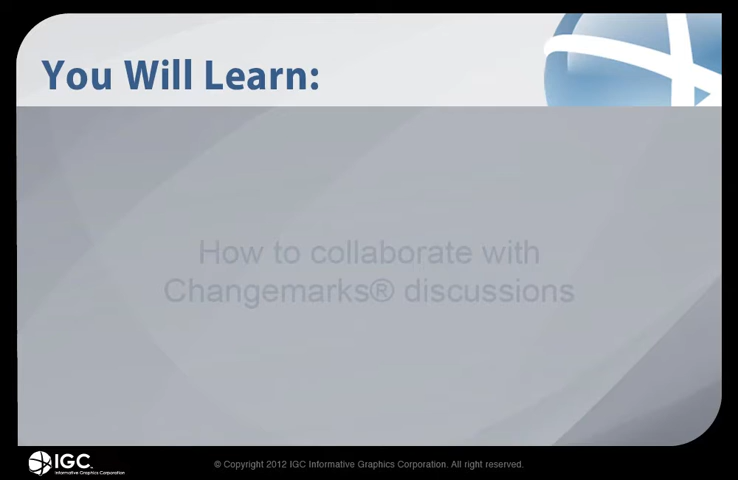 You Will Learn:
How to collaborate with
Changemarks® discussions
IGC
Informative Graphics Corporation
© Copyright 2012 IGC Informative Graphics Corporation. All right reserved.